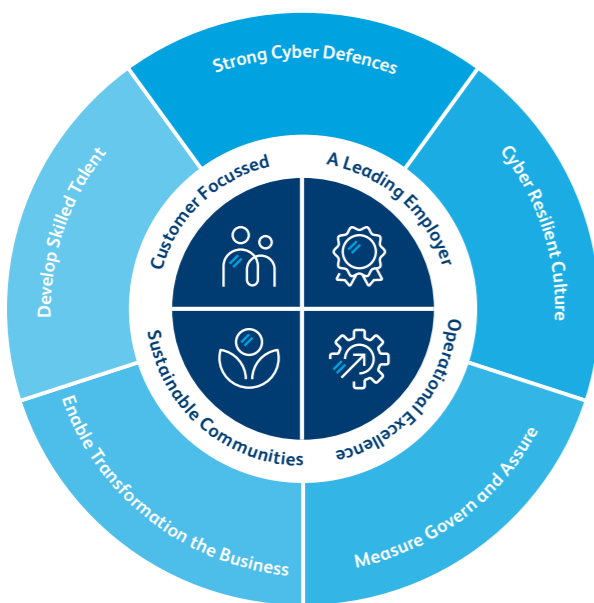 Strong Cyber Defences
Cyber Resilient Culture
Measure Govern and Assure
Enable Transformation the Business
Develop Skilled Talent
Customer Focussed
A Leading Employer
Operational Excellence
Sustainable Communities